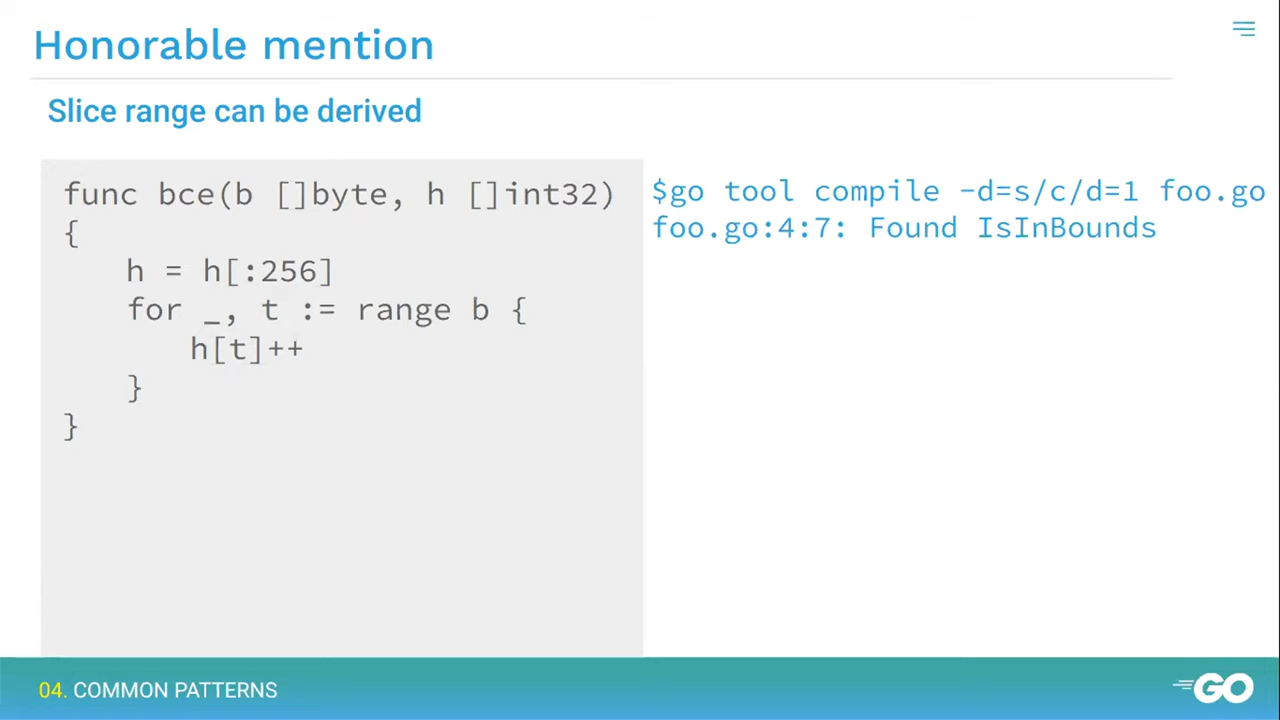 Honorable mention
Slice range can be derived
func bce(b []byte, h []int32)
{
    h = h[:256]
    for _, t := range b {
        h[t]++
    }
}
$go tool compile -d=s/c/d=1 foo.go
foo.go:4:7: Found IsInBounds
04. COMMON PATTERNS
GO